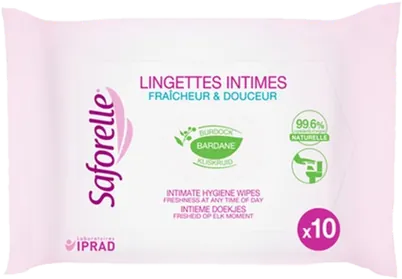 Saforelle
LINGETTES INTIMES
FRAÎCHEUR & DOUCEUR
BURDOCK
BARDANE
KLISKRUID
99.6%
NATURELLE
INTIMATE HYGIENE WIPES
FRESHNESS AT ANY TIME OF DAY
INTIEME DOEKJES
FRISHEID OP ELK MOMENT
x10
Laboratoires
IPRAD